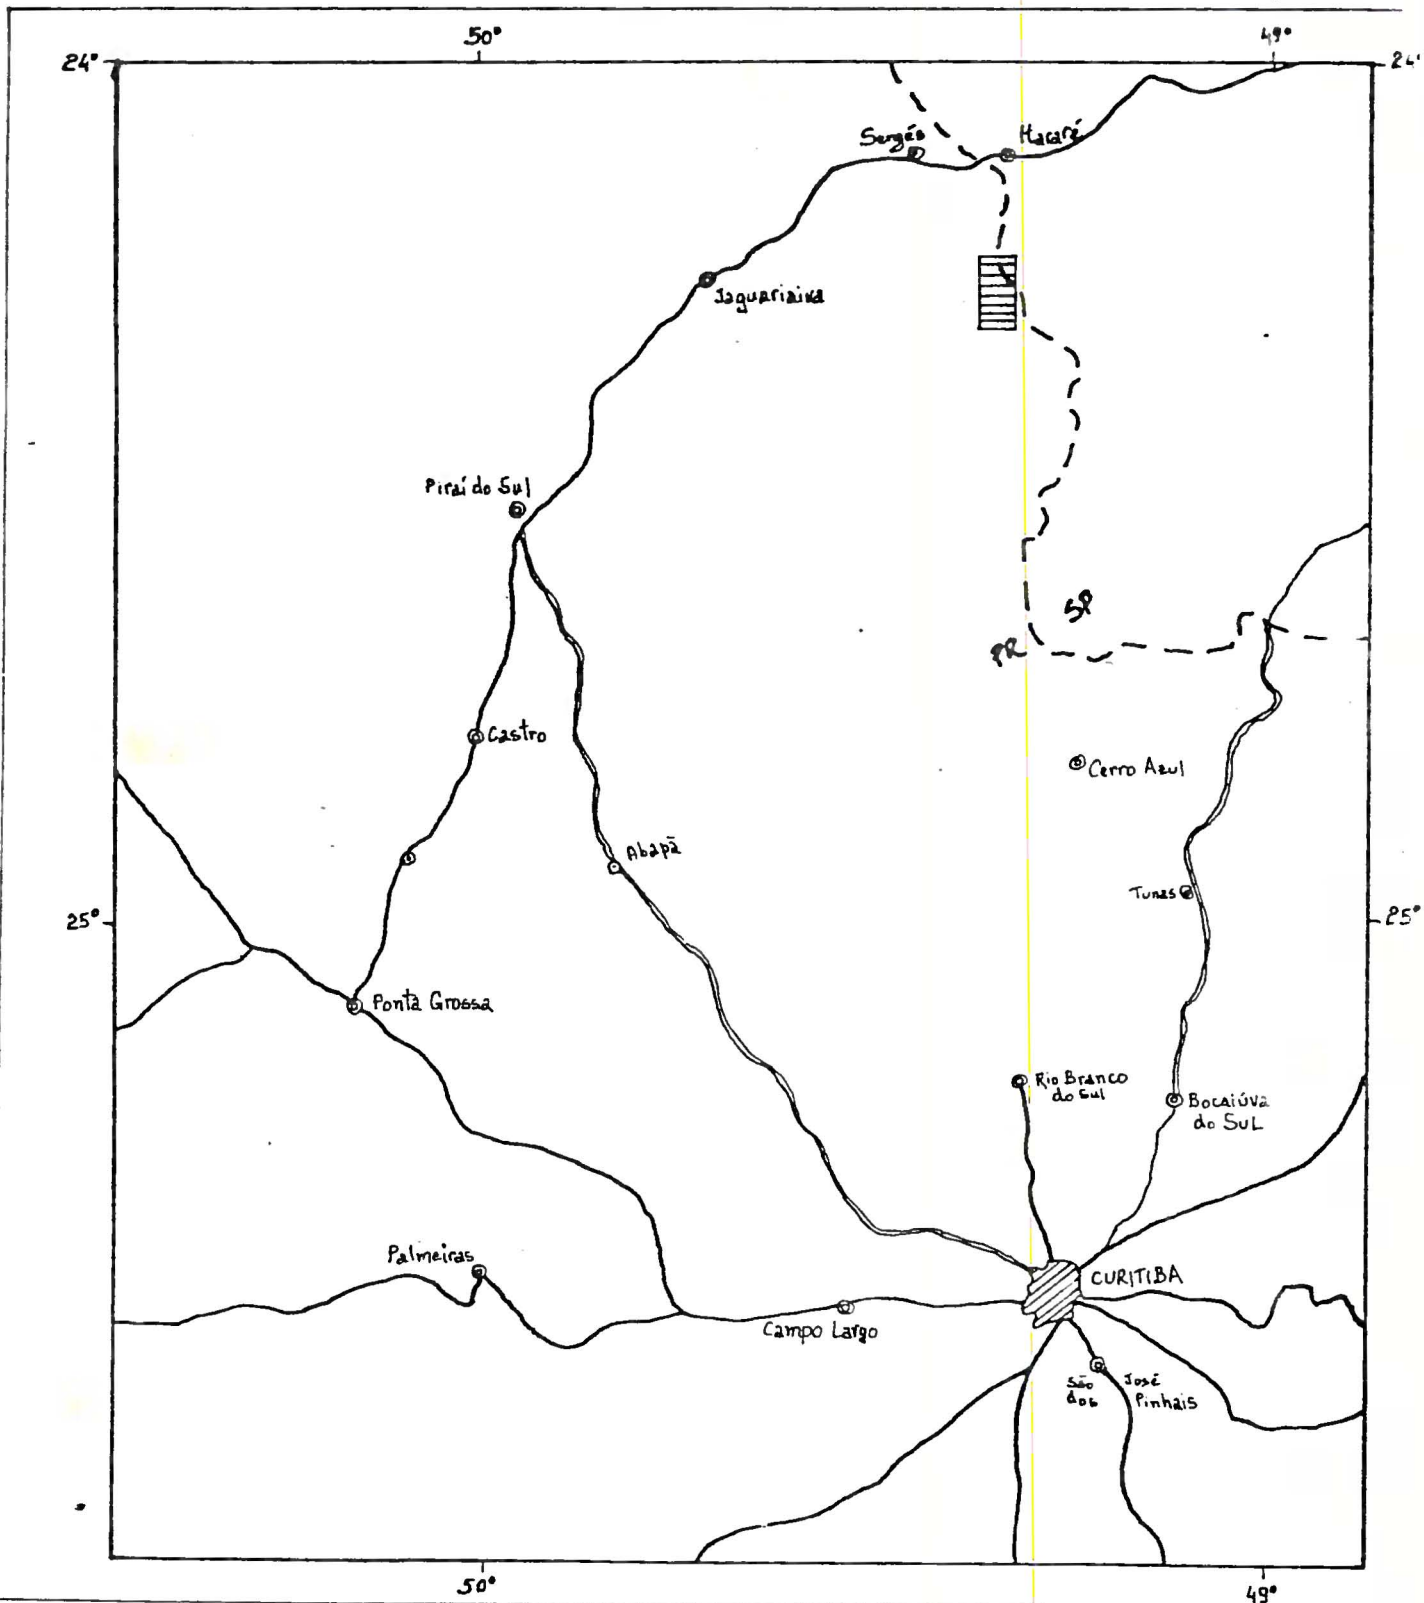 50°
49°
24°
24°
Sengés
Itararé
Jaguariaiva
Piraí do Sul
SP
PR
Castro
Cerro Azul
Abapã
Tunas
25°
25°
Ponta Grossa
Rio Branco
do Sul
Bocaiúva
do SuL
Palmeiras
CURITIBA
Campo Largo
São José
dos Pinhais
50°
49°